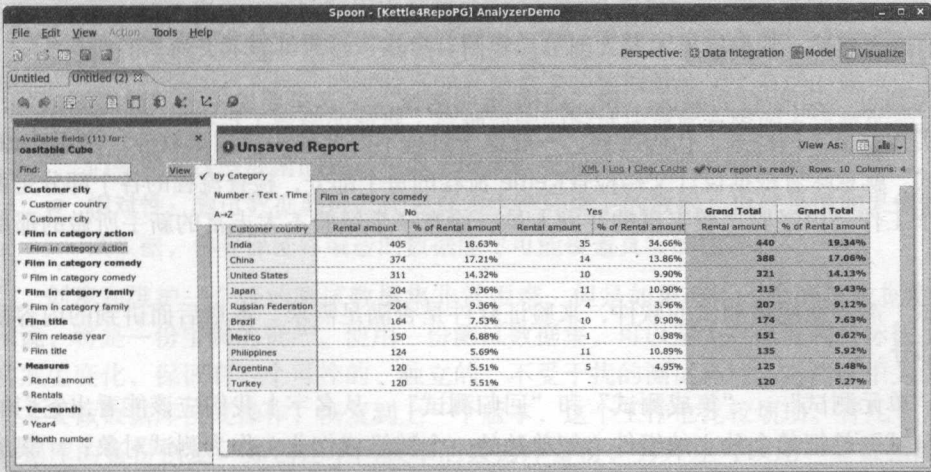 Spoon - [Kettle4RepoPG] AnalyzerDemo
File Edit View Action Tools Help
Perspective: Data Integration Model Visualize
Untitled Untitled (2)
Available fields (11) for:
oasitable Cube
Find: View
by Category
Number - Text - Time
A->Z
Customer city
Customer country
Customer city
Film in category action
Film in category action
Film in category comedy
Film in category comedy
Film in category family
Film in category family
Film title
Film release year
Film title
Measures
Rental amount
Rentals
Year-month
Year4
Month number
Unsaved Report
View As:
XML | Log | Clear Cache Your report is ready. Rows: 10 Columns: 4
Film in category comedy
No Yes Grand Total Grand Total
Customer country Rental amount % of Rental amount Rental amount % of Rental amount Rental amount % of Rental amount
India 405 18.63% 35 34.66% 440 19.34%
China 374 17.21% 14 13.86% 388 17.06%
United States 311 14.32% 10 9.90% 321 14.13%
Japan 204 9.36% 11 10.90% 215 9.43%
Russian Federation 204 9.36% 4 3.96% 207 9.12%
Brazil 164 7.53% 10 9.90% 174 7.63%
Mexico 150 6.88% 1 0.98% 151 6.62%
Philippines 124 5.69% 11 10.89% 135 5.92%
Argentina 120 5.51% 5 4.95% 125 5.48%
Turkey 120 5.51% 120 5.27%